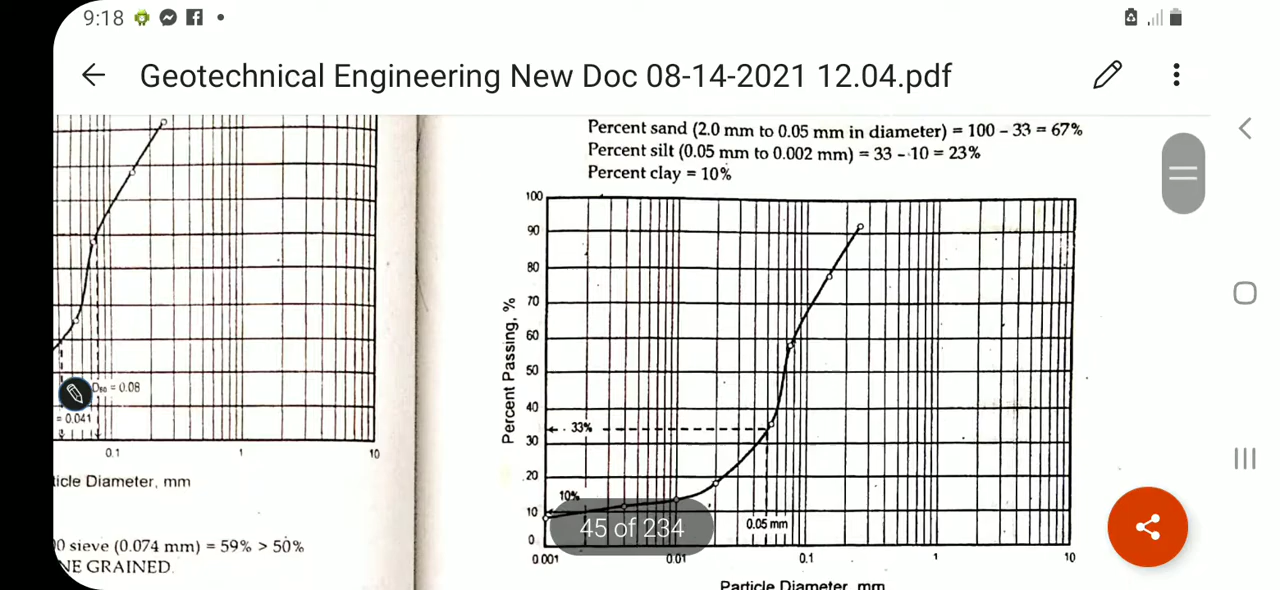 9:18
Geotechnical Engineering New Doc 08-14-2021 12.04.pdf
= 0.08
= 0.041
0.1 1 10
ticle Diameter, mm
00 sieve (0.074 mm) = 59% > 50%
NE GRAINED.
Percent sand (2.0 mm to 0.05 mm in diameter) = 100 – 33 = 67%
Percent silt (0.05 mm to 0.002 mm) = 33 – 10 = 23%
Percent clay = 10%
100
90
80
70
60
50
40
30
20
10
0
Percent Passing, %
33%
10%
0.05 mm
0.001 0.01 0.1 1 10
Particle Diameter, mm
45 of 234